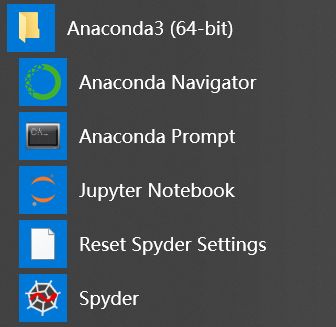 Anaconda3 (64-bit)
Anaconda Navigator
Anaconda Prompt
Jupyter Notebook
Reset Spyder Settings
Spyder